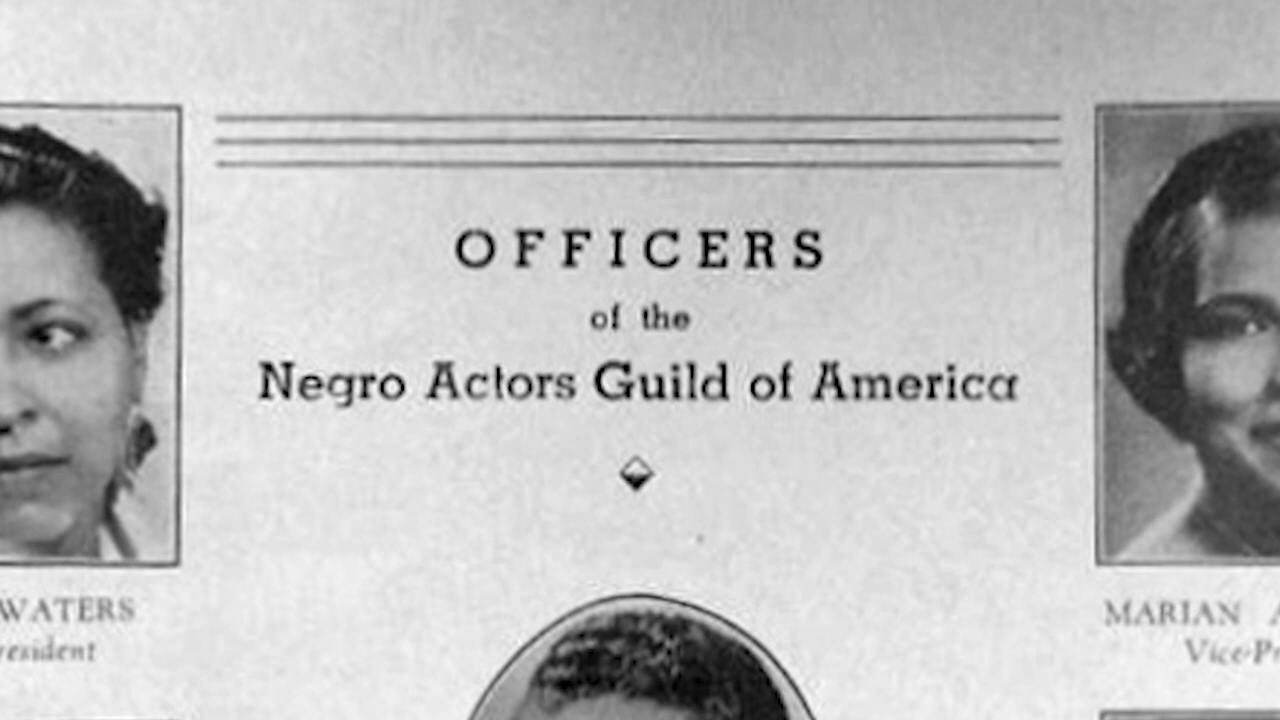 OFFICERS
of the
Negro Actors Guild of America
WATERS
MARIAN